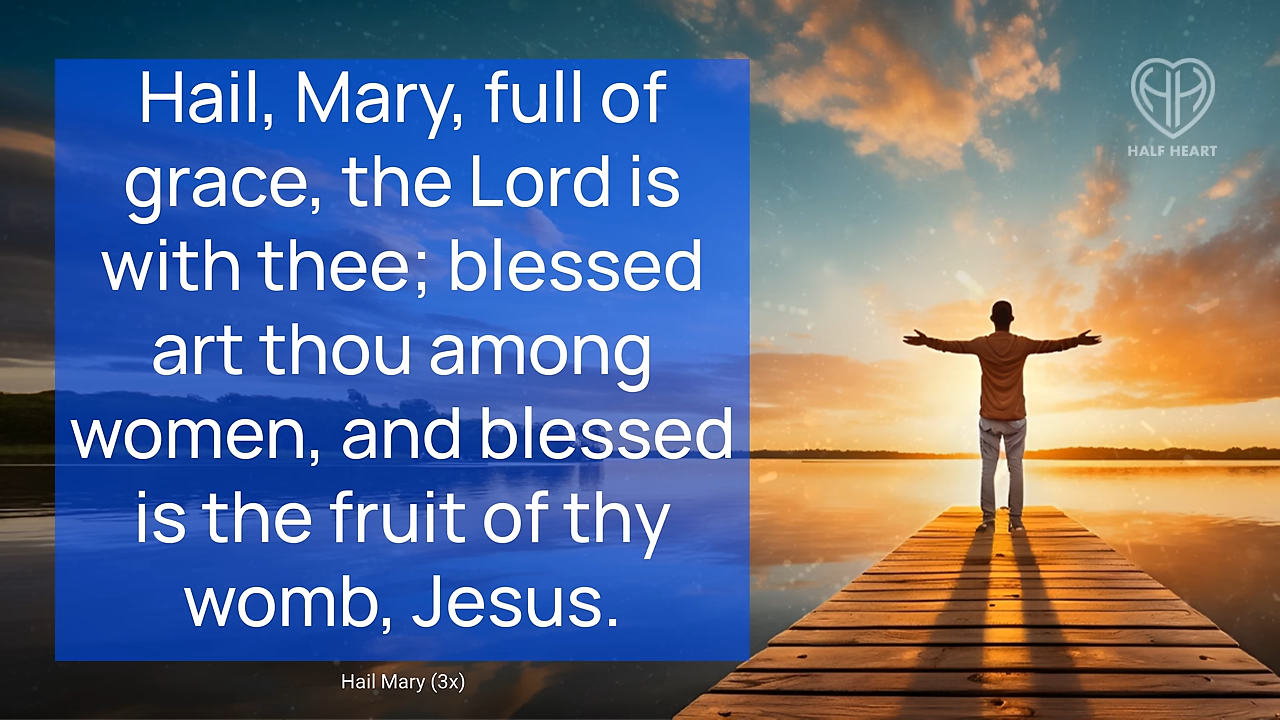 Hail, Mary, full of
grace, the Lord is
with thee; blessed
art thou among
women, and blessed
is the fruit of thy
womb, Jesus.
Hail Mary (3x)
HALF HEART